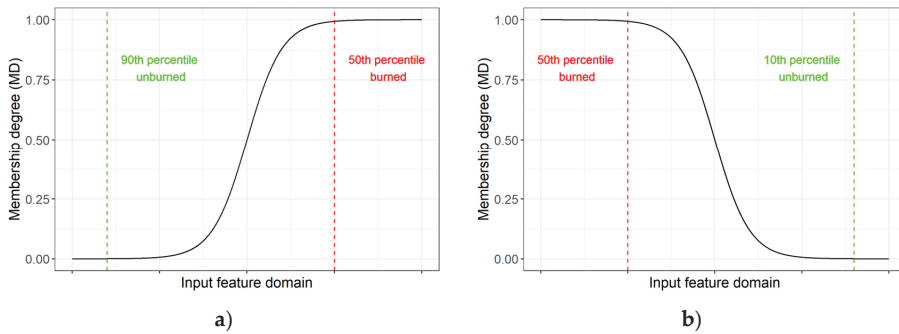 Membership degree (MD)
1.00
0.75
0.50
0.25
0.00
90th percentile
unburned
50th percentile
burned
Input feature domain
a)
Membership degree (MD)
1.00
0.75
0.50
0.25
0.00
50th percentile
burned
10th percentile
unburned
Input feature domain
b)